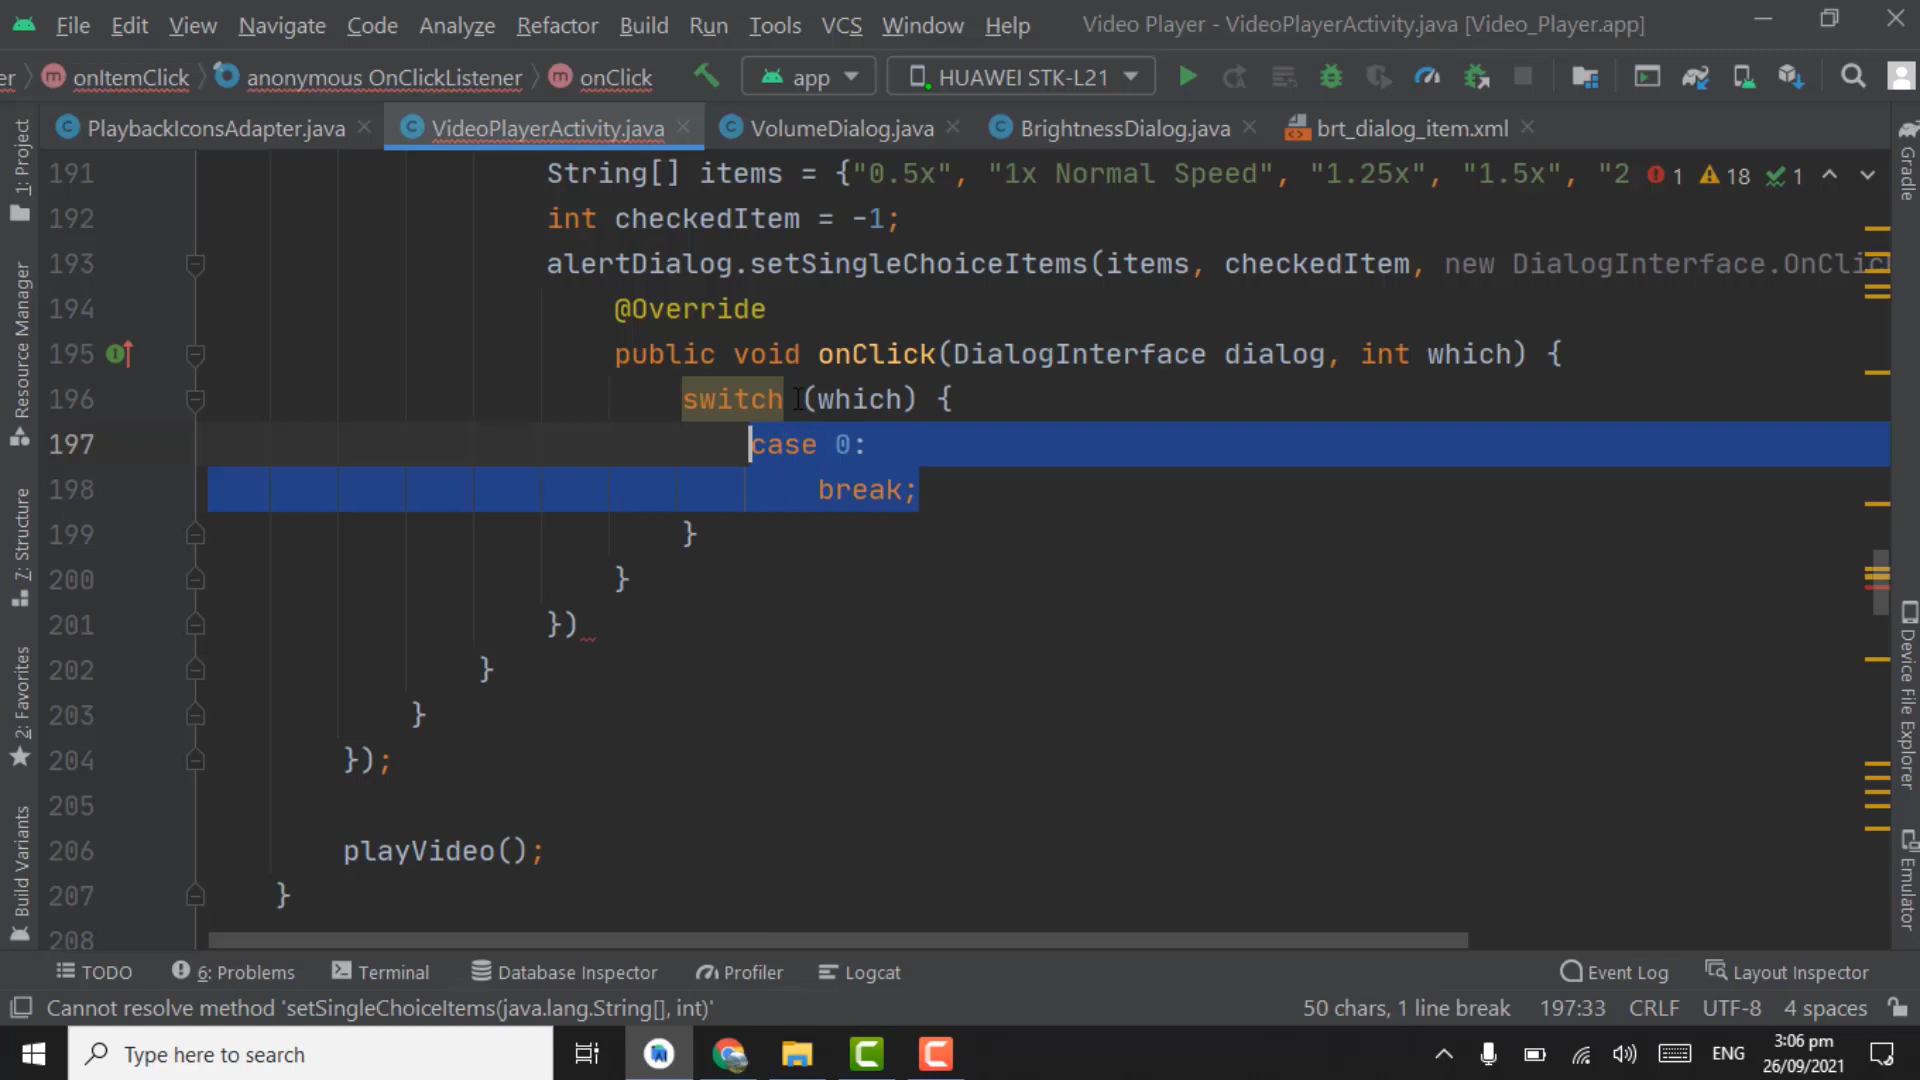 File Edit View Navigate Code Analyze Refactor Build Run Tools VCS Window Help Video Player - VideoPlayerActivity.java [Video_Player.app]
er onItemClick anonymous OnClickListener onClick app HUAWEI STK-L21
PlaybackIconsAdapter.java VideoPlayerActivity.java VolumeDialog.java BrightnessDialog.java brt_dialog_item.xml
191 String[] items = {"0.5x", "1x Normal Speed", "1.25x", "1.5x", "2 1 18 1
192 int checkedItem = -1;
193 alertDialog.setSingleChoiceItems(items, checkedItem, new DialogInterface.OnClic
194 @Override
195 public void onClick(DialogInterface dialog, int which) {
196 switch (which) {
197 case 0:
198 break;
199 }
200 }
201 })
202 }
203 }
204 });
205
206 playVideo();
207 }
208
1: Project
Resource Manager
7: Structure
2: Favorites
Build Variants
Gradle
Device File Explorer
Emulator
TODO 6: Problems Terminal Database Inspector Profiler Logcat Event Log Layout Inspector
Cannot resolve method 'setSingleChoiceItems(java.lang.String[], int)' 50 chars, 1 line break 197:33 CRLF UTF-8 4 spaces
Type here to search ENG 3:06 pm
26/09/2021